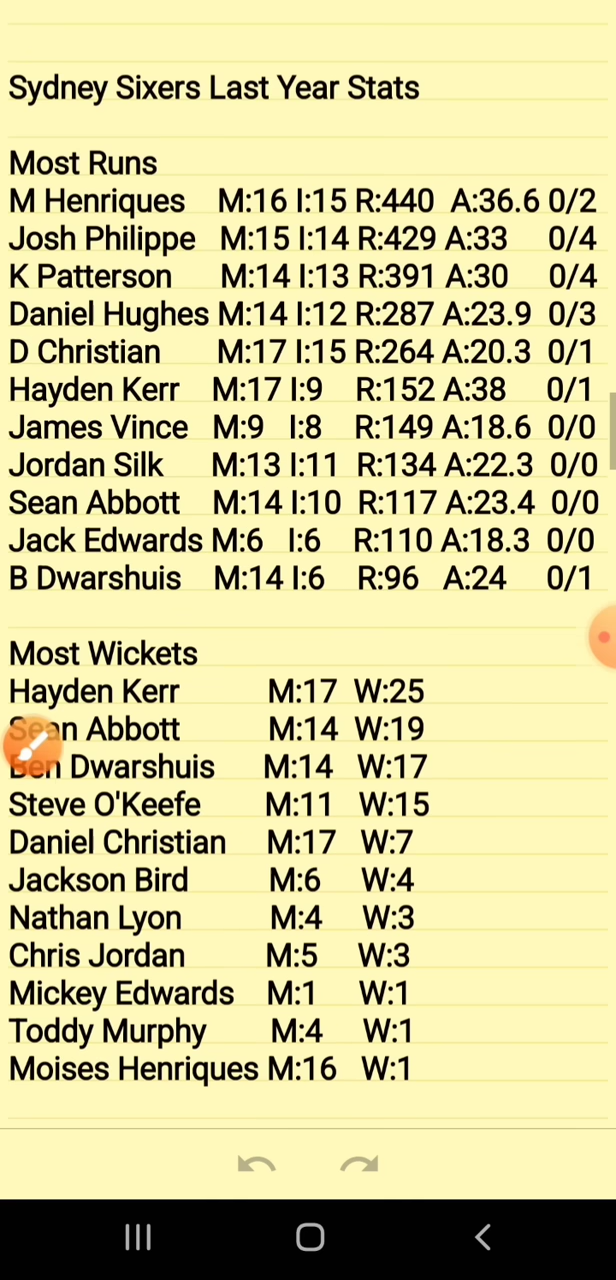 Sydney Sixers Last Year Stats
Most Runs
M Henriques M:16 I:15 R:440 A:36.6 0/2
Josh Philippe M:15 I:14 R:429 A:33 0/4
K Patterson M:14 I:13 R:391 A:30 0/4
Daniel Hughes M:14 I:12 R:287 A:23.9 0/3
D Christian M:17 I:15 R:264 A:20.3 0/1
Hayden Kerr M:17 I:9 R:152 A:38 0/1
James Vince M:9 I:8 R:149 A:18.6 0/0
Jordan Silk M:13 I:11 R:134 A:22.3 0/0
Sean Abbott M:14 I:10 R:117 A:23.4 0/0
Jack Edwards M:6 I:6 R:110 A:18.3 0/0
B Dwarshuis M:14 I:6 R:96 A:24 0/1
Most Wickets
Hayden Kerr M:17 W:25
Sean Abbott M:14 W:19
Ben Dwarshuis M:14 W:17
Steve O'Keefe M:11 W:15
Daniel Christian M:17 W:7
Jackson Bird M:6 W:4
Nathan Lyon M:4 W:3
Chris Jordan M:5 W:3
Mickey Edwards M:1 W:1
Toddy Murphy M:4 W:1
Moises Henriques M:16 W:1